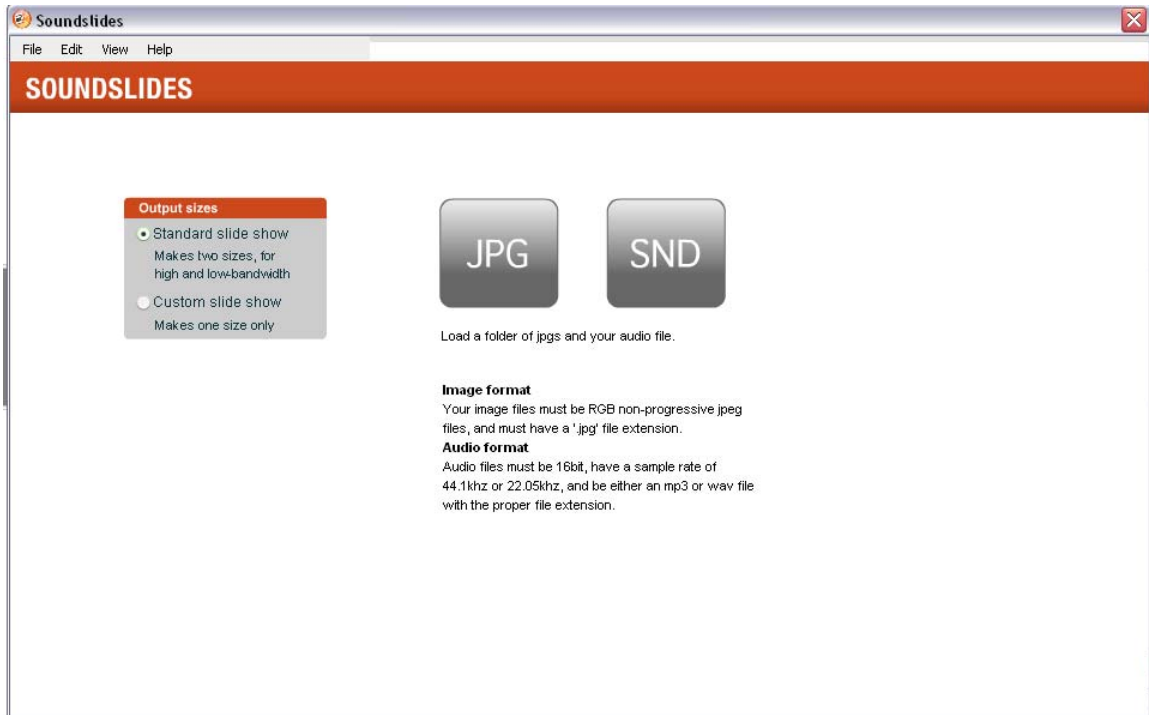 Soundslides
File Edit View Help
SOUNDSLIDES
Output sizes
Standard slide show
Makes two sizes, for
high and low-bandwidth
Custom slide show
Makes one size only
JPG
SND
Load a folder of jpgs and your audio file.
Image format
Your image files must be RGB non-progressive jpeg
files, and must have a '.jpg' file extension.
Audio format
Audio files must be 16bit, have a sample rate of
44.1khz or 22.05khz, and be either an mp3 or wav file
with the proper file extension.